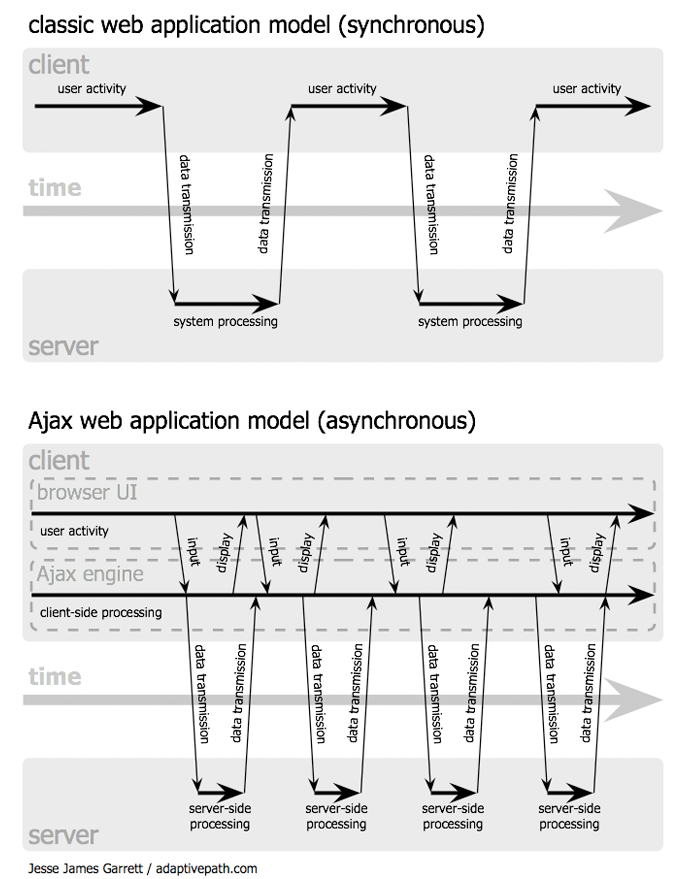 classic web application model (synchronous)
client
user activity
user activity
user activity
data transmission
data transmission
data transmission
data transmission
time
system processing
system processing
server
Ajax web application model (asynchronous)
client
browser UI
user activity
input
display
input
display
input
display
input
display
Ajax engine
client-side processing
data transmission
data transmission
data transmission
data transmission
data transmission
data transmission
data transmission
data transmission
time
server-side
processing
server-side
processing
server-side
processing
server-side
processing
server
Jesse James Garrett / adaptivepath.com